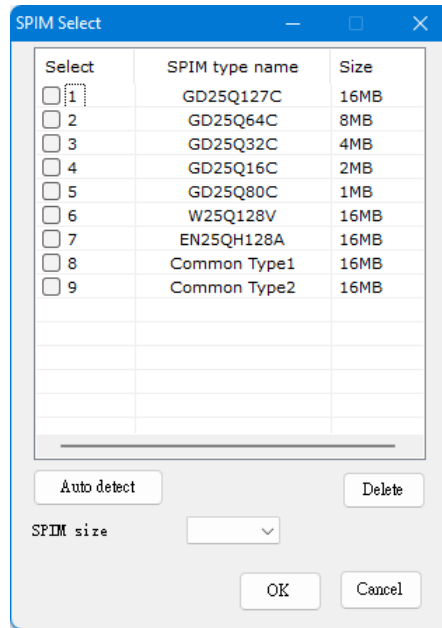 SPIM Select
Select SPIM type name Size
1 GD25Q127C 16MB
2 GD25Q64C 8MB
3 GD25Q32C 4MB
4 GD25Q16C 2MB
5 GD25Q80C 1MB
6 W25Q128V 16MB
7 EN25QH128A 16MB
8 Common Type1 16MB
9 Common Type2 16MB
Auto detect Delete
SPIM size
OK Cancel